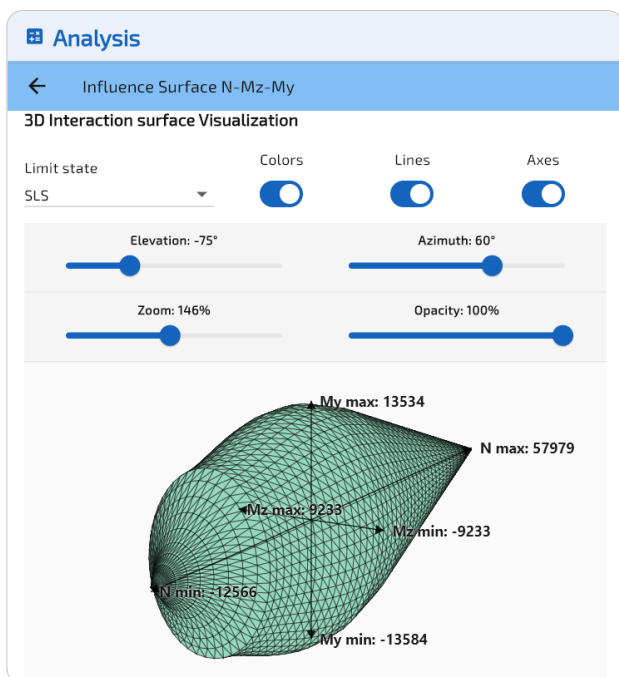 Analysis
Influence Surface N-Mz-My
3D Interaction surface Visualization
Limit state
SLS
Colors
Lines
Axes
Elevation: -75°
Azimuth: 60°
Zoom: 146%
Opacity: 100%
My max: 13534
N max: 57979
Mz max: 9233
Mz min: -9233
N min: -12566
My min: -13584